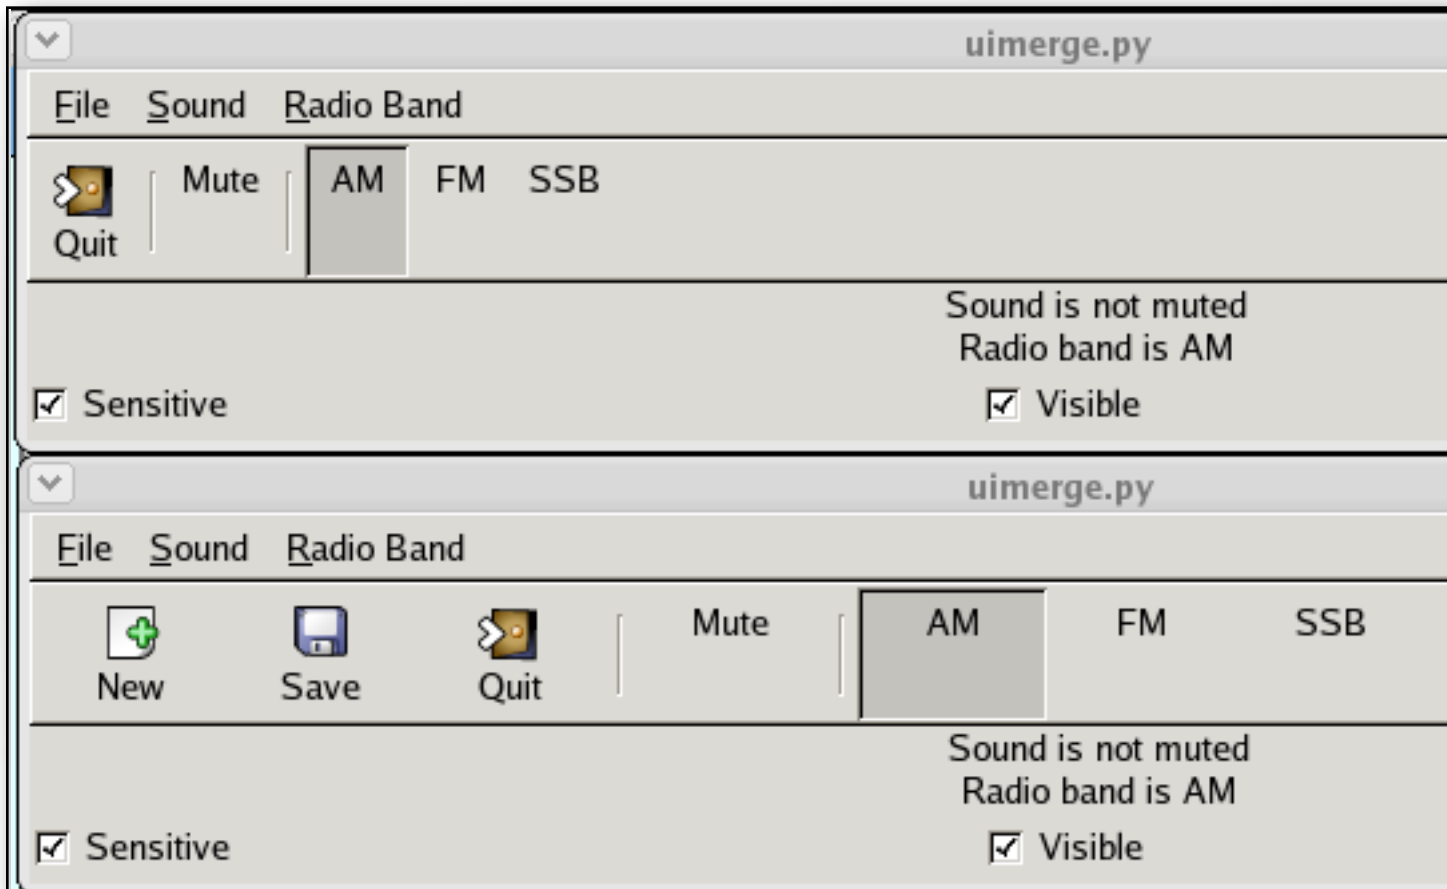 uimerge.py
File Sound Radio Band
Mute AM FM SSB
Quit
Sound is not muted
Radio band is AM
Sensitive Visible
uimerge.py
File Sound Radio Band
Mute AM FM SSB
New Save Quit
Sound is not muted
Radio band is AM
Sensitive Visible